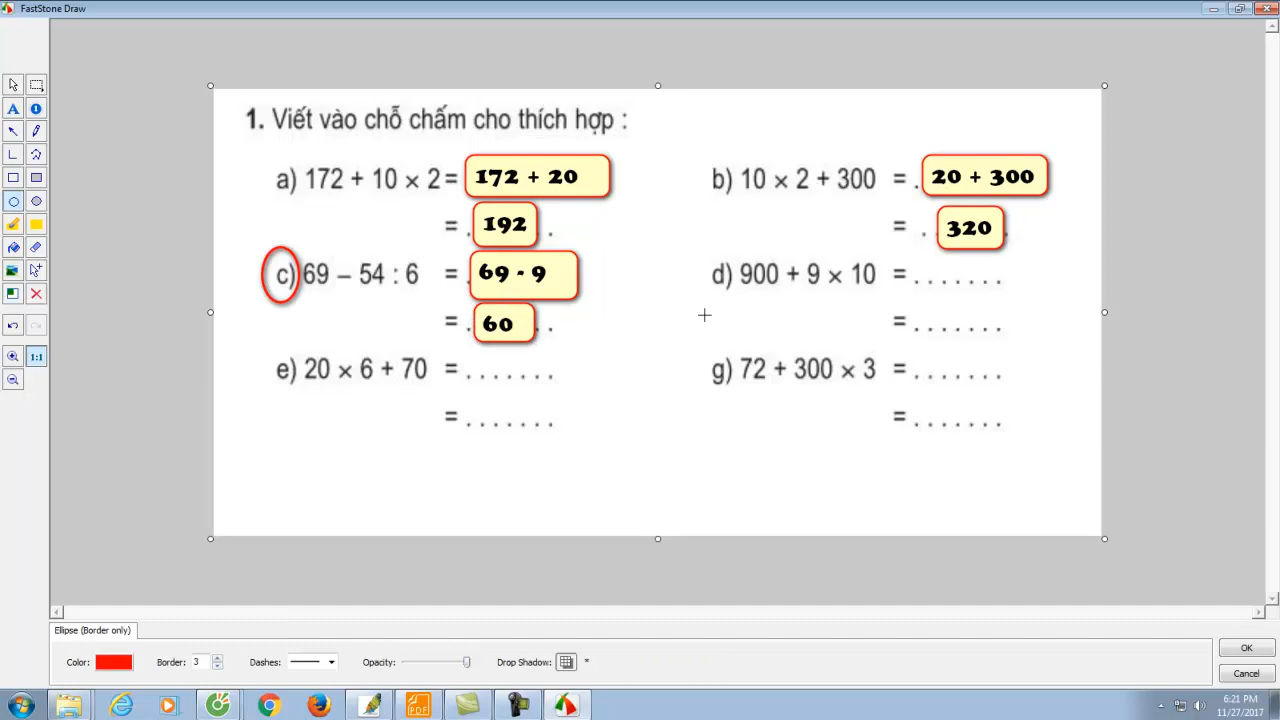 FastStone Draw
1. Viết vào chỗ chấm cho thích hợp :
a) 172 + 10 × 2 = 172 + 20
= . 192 .
b) 10 × 2 + 300 = . 20 + 300
= . . 320 .
c) 69 – 54 : 6 = . 69 - 9
= . 60 . .
d) 900 + 9 × 10 = . . . . . . .
= . . . . . . .
e) 20 × 6 + 70 = . . . . . . .
= . . . . . . .
g) 72 + 300 × 3 = . . . . . . .
= . . . . . . .
Ellipse (Border only)
Color: Border: 3 Dashes: Opacity: Drop Shadow:
OK
Cancel
6:21 PM
11/27/2017